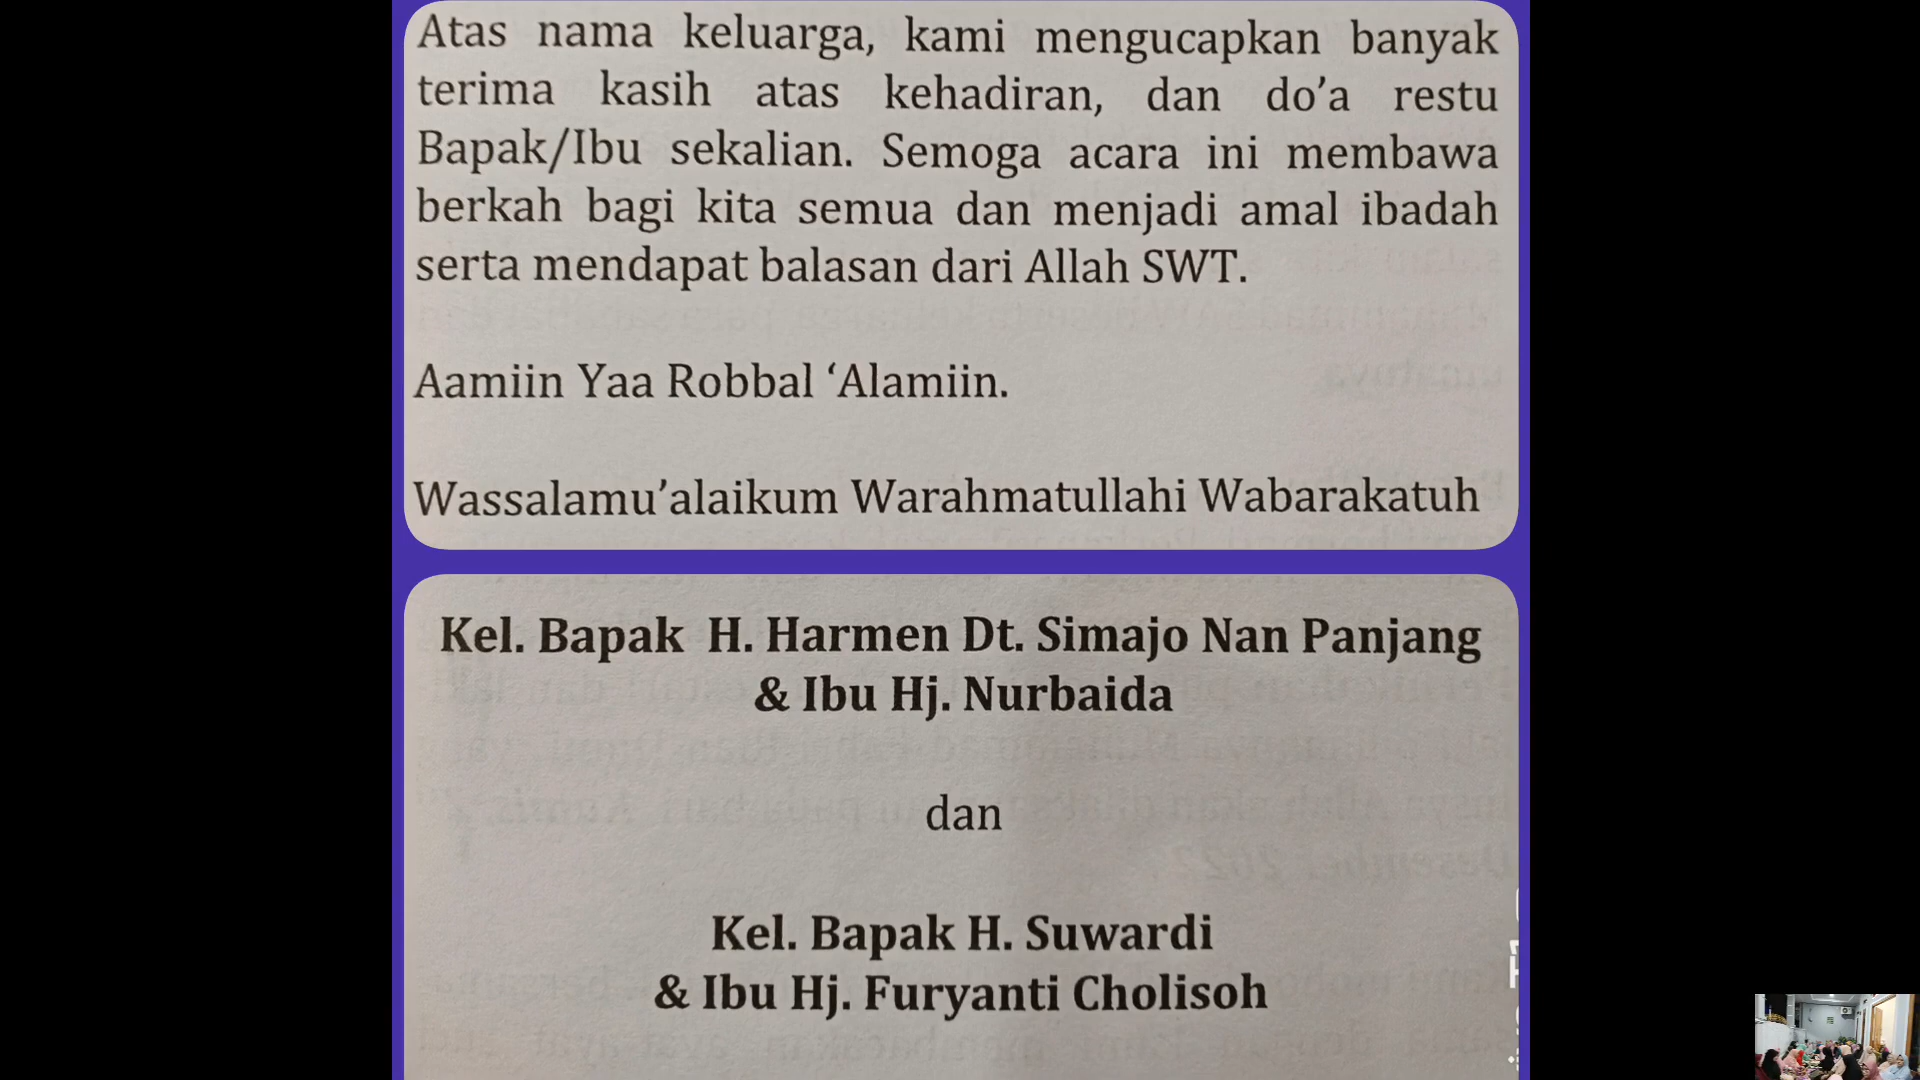 Atas nama keluarga, kami mengucapkan banyak
terima kasih atas kehadiran, dan do’a restu
Bapak/Ibu sekalian. Semoga acara ini membawa
berkah bagi kita semua dan menjadi amal ibadah
serta mendapat balasan dari Allah SWT.
Aamiin Yaa Robbal ‘Alamiin.
Wassalamu’alaikum Warahmatullahi Wabarakatuh
Kel. Bapak H. Harmen Dt. Simajo Nan Panjang
& Ibu Hj. Nurbaida
dan
Kel. Bapak H. Suwardi
& Ibu Hj. Furyanti Cholisoh